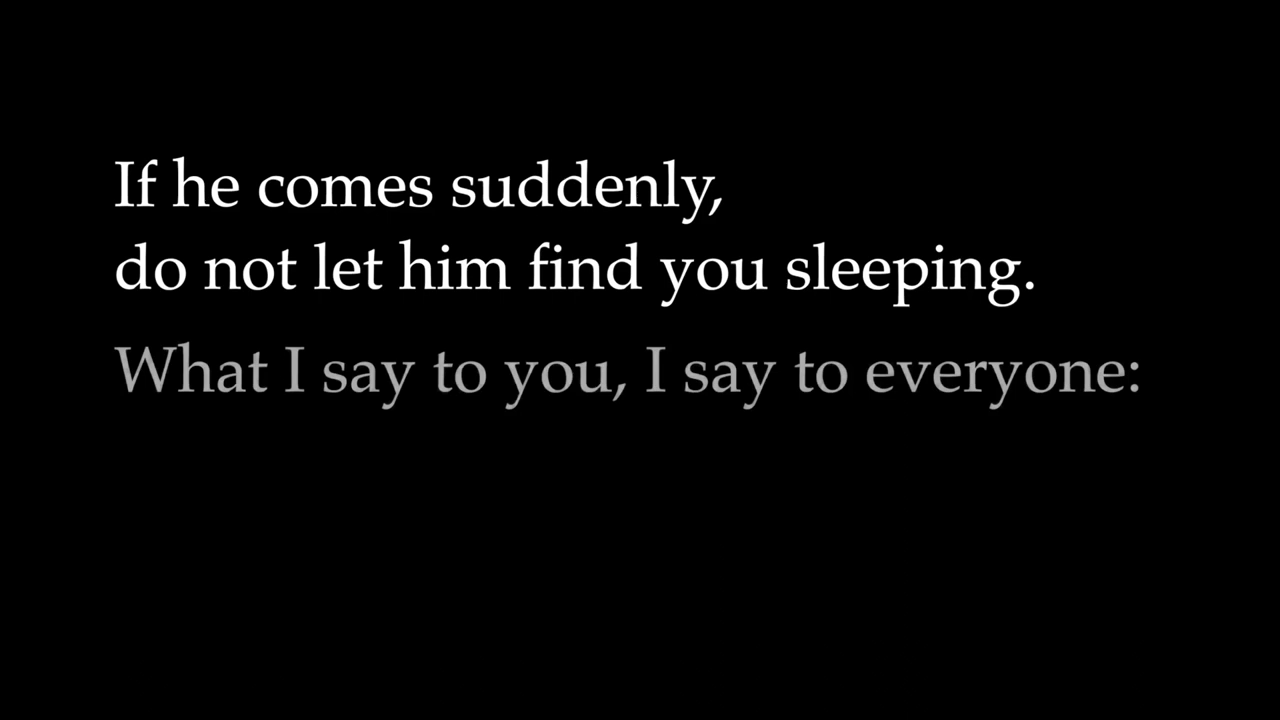 If he comes suddenly,
do not let him find you sleeping.
What I say to you, I say to everyone: